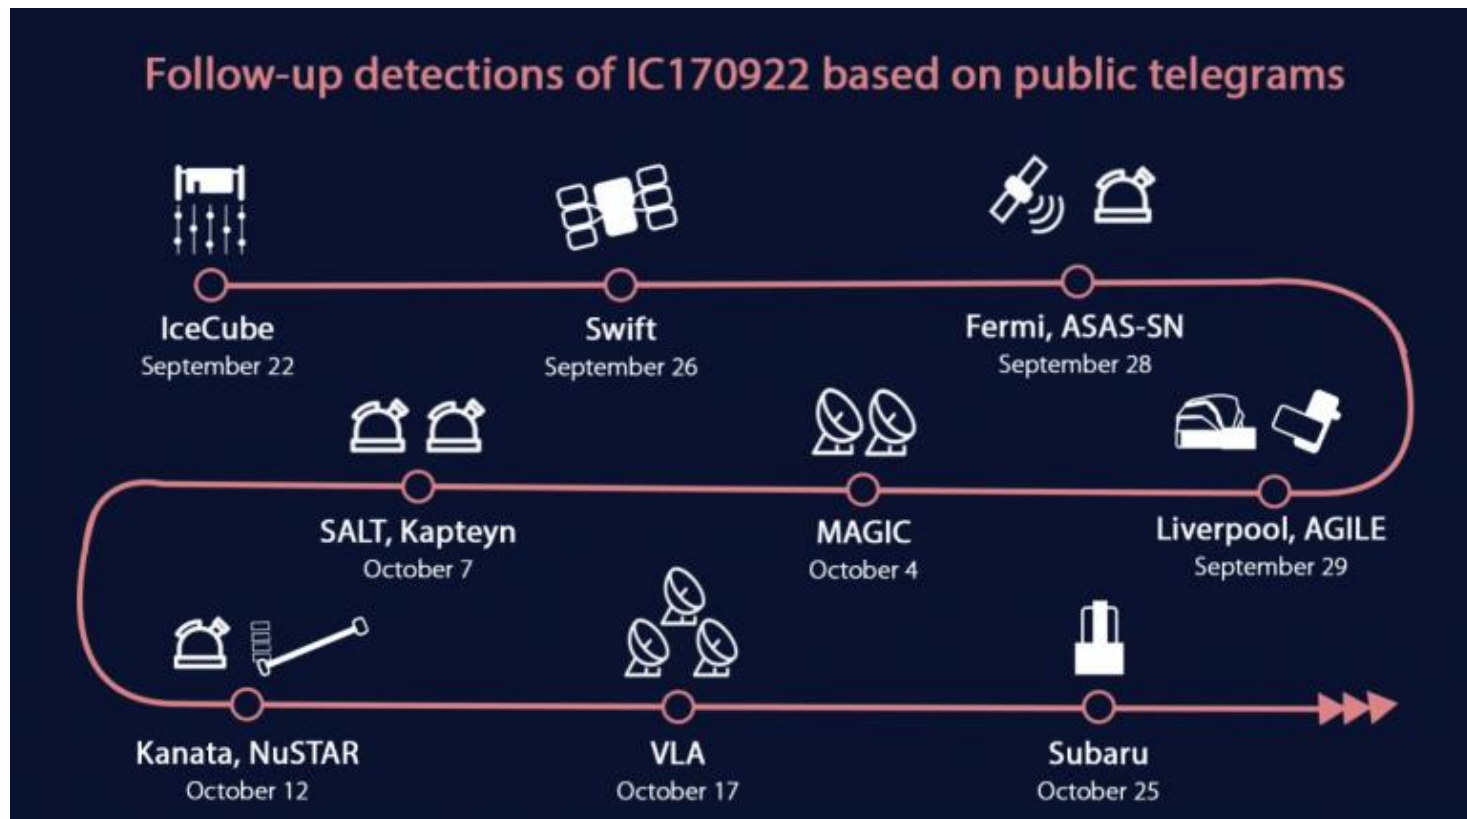 Follow-up detections of IC170922 based on public telegrams
IceCube
September 22
Swift
September 26
Fermi, ASAS-SN
September 28
Liverpool, AGILE
September 29
MAGIC
October 4
SALT, Kapteyn
October 7
Kanata, NuSTAR
October 12
VLA
October 17
Subaru
October 25